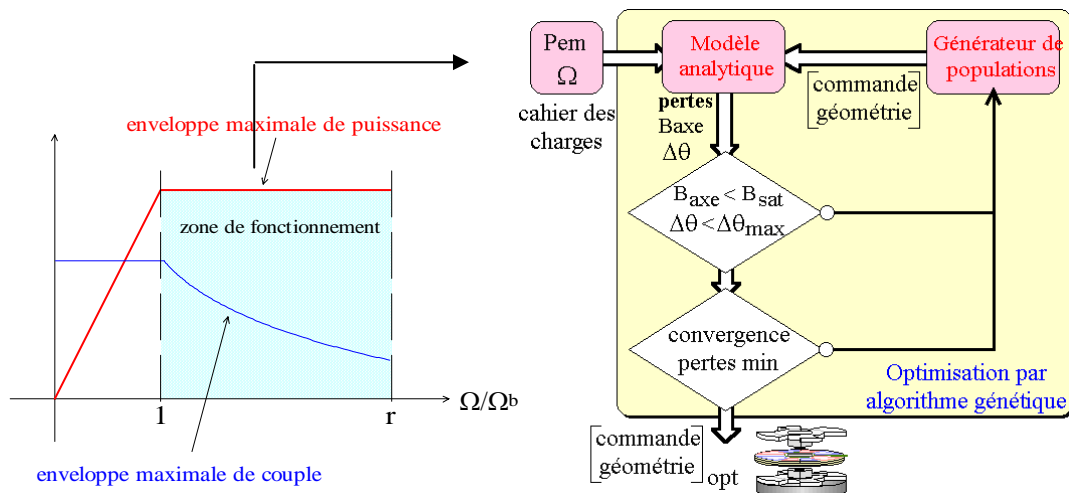 enveloppe maximale de puissance
zone de fonctionnement
1
r
Ω/Ωb
enveloppe maximale de couple
Pem
Ω
cahier des
charges
Modèle
analytique
Générateur de
populations
commande
géométrie
pertes
Baxe
Δθ
Baxe < Bsat
Δθ < Δθmax
convergence
pertes min
Optimisation par
algorithme génétique
commande
géométrie
opt